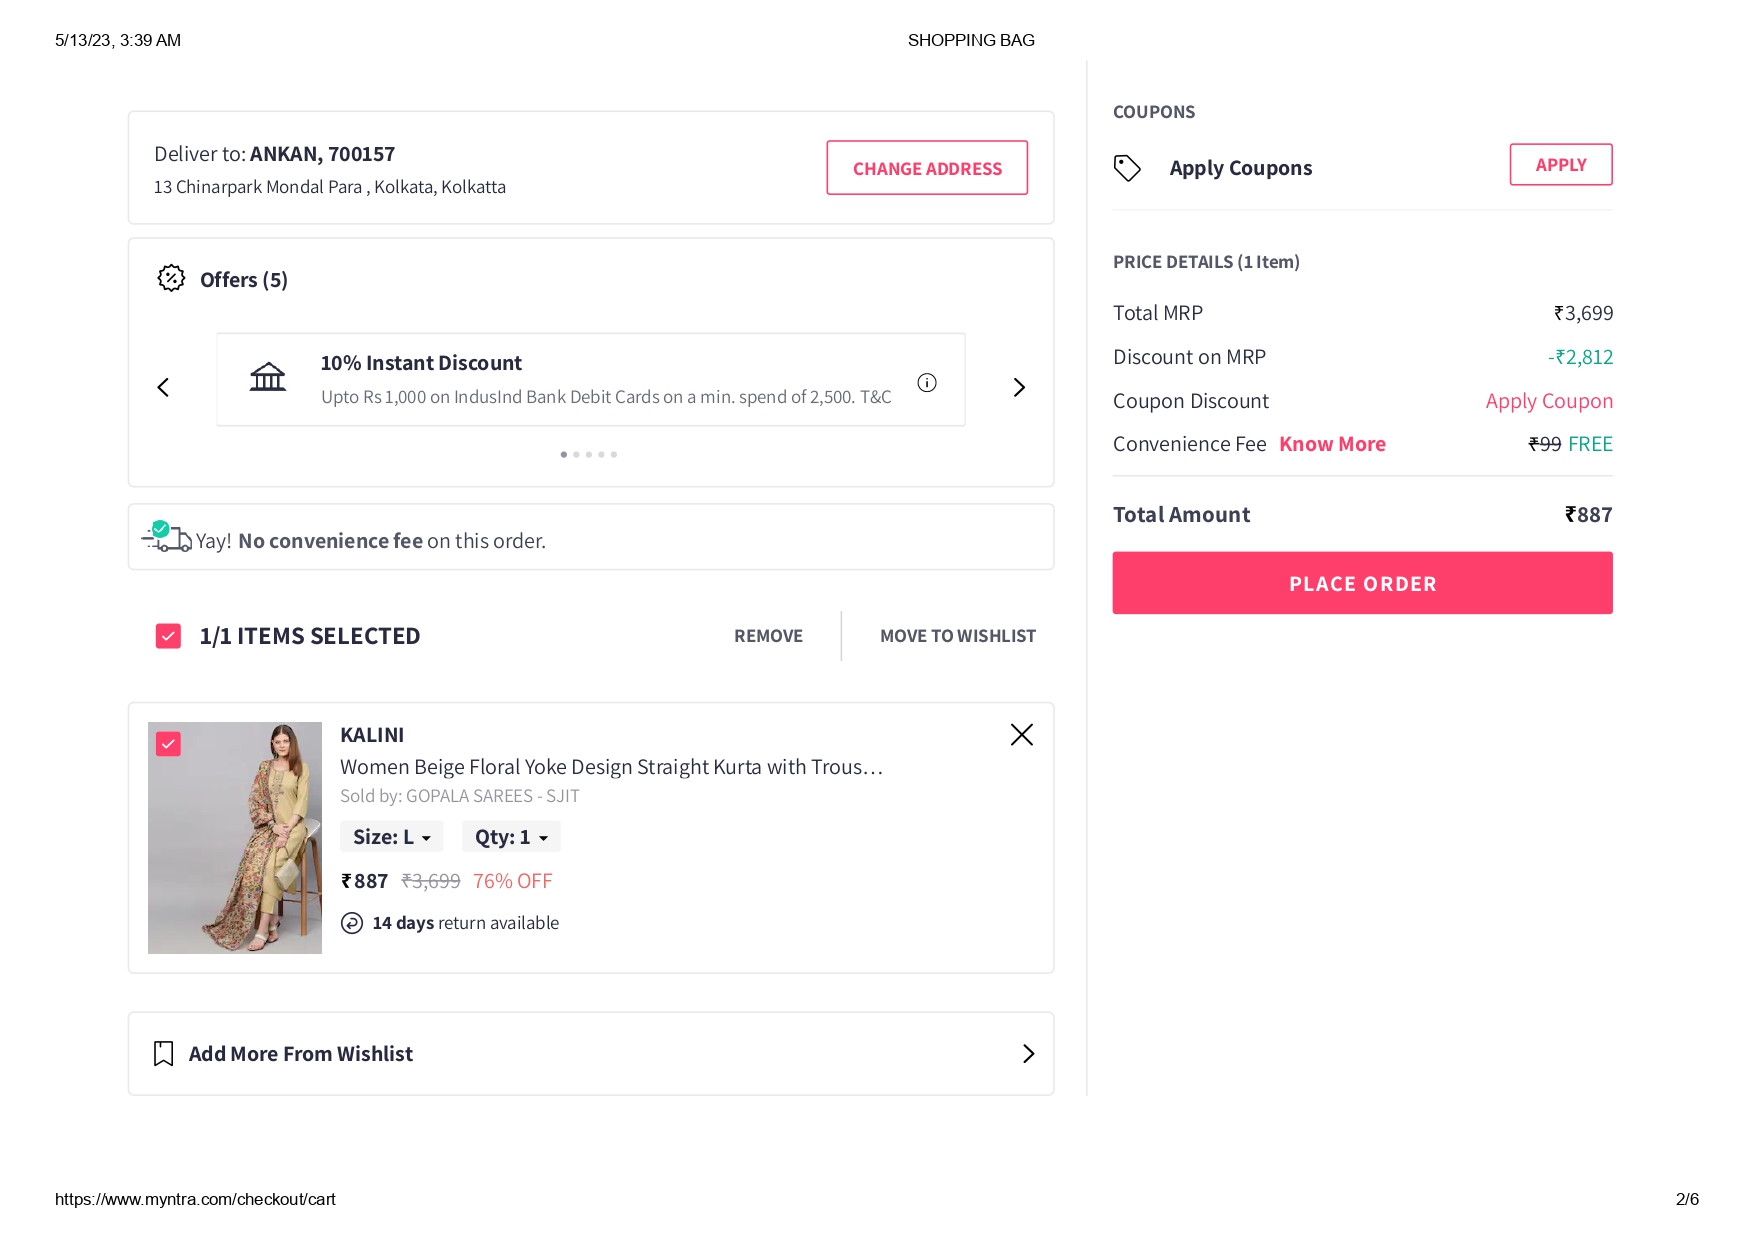 5/13/23, 3:39 AM
SHOPPING BAG
Deliver to: ANKAN, 700157
13 Chinarpark Mondal Para , Kolkata, Kolkatta
CHANGE ADDRESS
Offers (5)
10% Instant Discount
Upto Rs 1,000 on IndusInd Bank Debit Cards on a min. spend of 2,500. T&C
Yay! No convenience fee on this order.
1/1 ITEMS SELECTED
REMOVE
MOVE TO WISHLIST
KALINI
Women Beige Floral Yoke Design Straight Kurta with Trous…
Sold by: GOPALA SAREES - SJIT
Size: L
Qty: 1
₹887 ₹3,699 76% OFF
14 days return available
Add More From Wishlist
COUPONS
Apply Coupons
APPLY
PRICE DETAILS (1 Item)
Total MRP ₹3,699
Discount on MRP -₹2,812
Coupon Discount Apply Coupon
Convenience Fee Know More ₹99 FREE
Total Amount ₹887
PLACE ORDER
https://www.myntra.com/checkout/cart
2/6